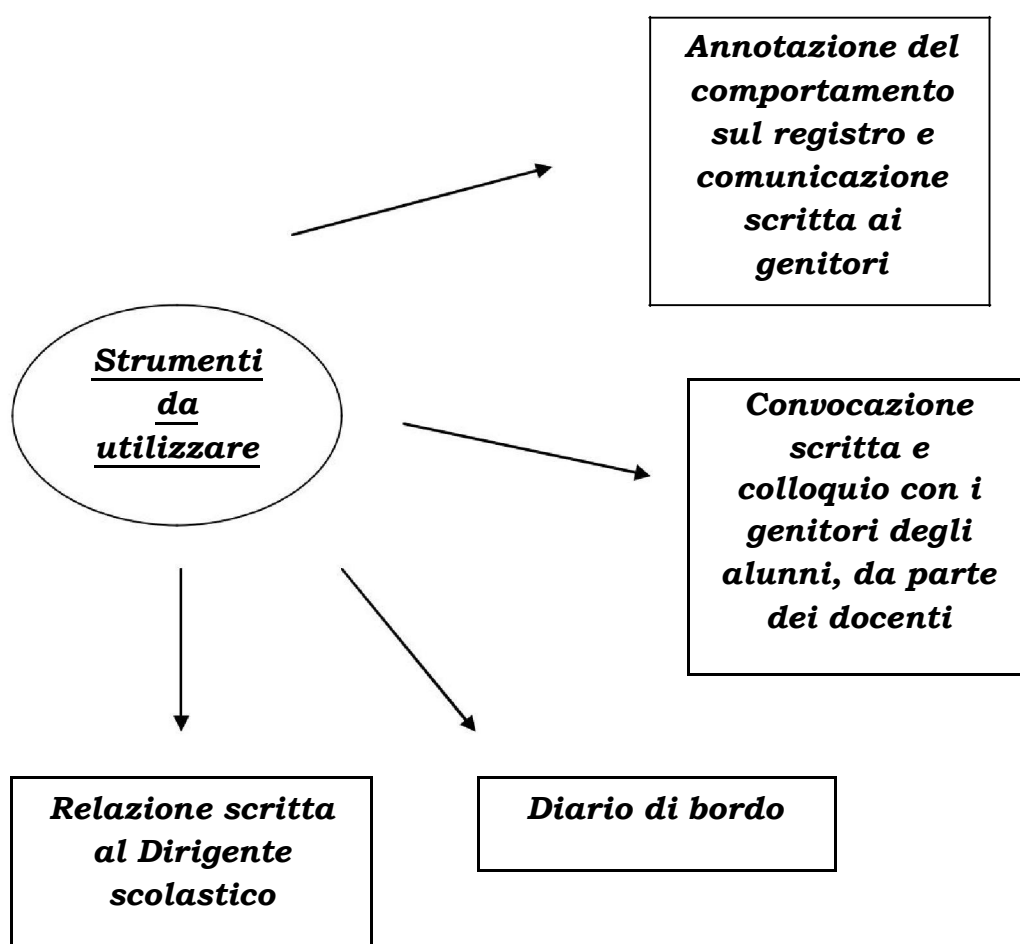 Annotazione del
comportamento
sul registro e
comunicazione
scritta ai
genitori
Strumenti
da
utilizzare
Convocazione
scritta e
colloquio con i
genitori degli
alunni, da parte
dei docenti
Relazione scritta
al Dirigente
scolastico
Diario di bordo